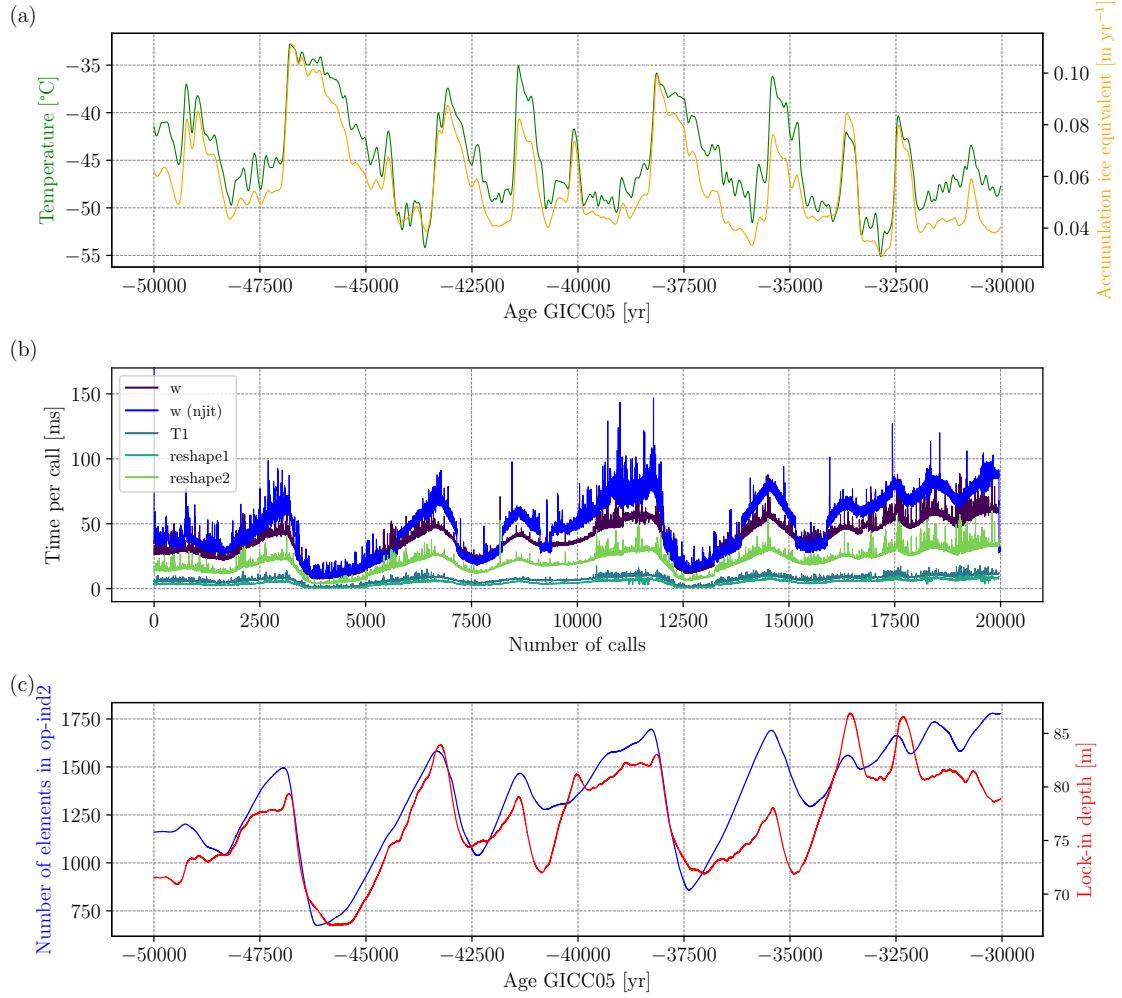 (a)
Temperature [°C]
−35
−40
−45
−50
−55
0.10
0.08
0.06
0.04
Accumulation ice equivalent [m yr⁻¹]
−50000 −47500 −45000 −42500 −40000 −37500 −35000 −32500 −30000
Age GICC05 [yr]
(b)
Time per call [ms]
150
100
50
0
w
w (njit)
T1
reshape1
reshape2
0 2500 5000 7500 10000 12500 15000 17500 20000
Number of calls
(c)
Number of elements in op-ind2
1750
1500
1250
1000
750
85
80
75
70
Lock-in depth [m]
−50000 −47500 −45000 −42500 −40000 −37500 −35000 −32500 −30000
Age GICC05 [yr]